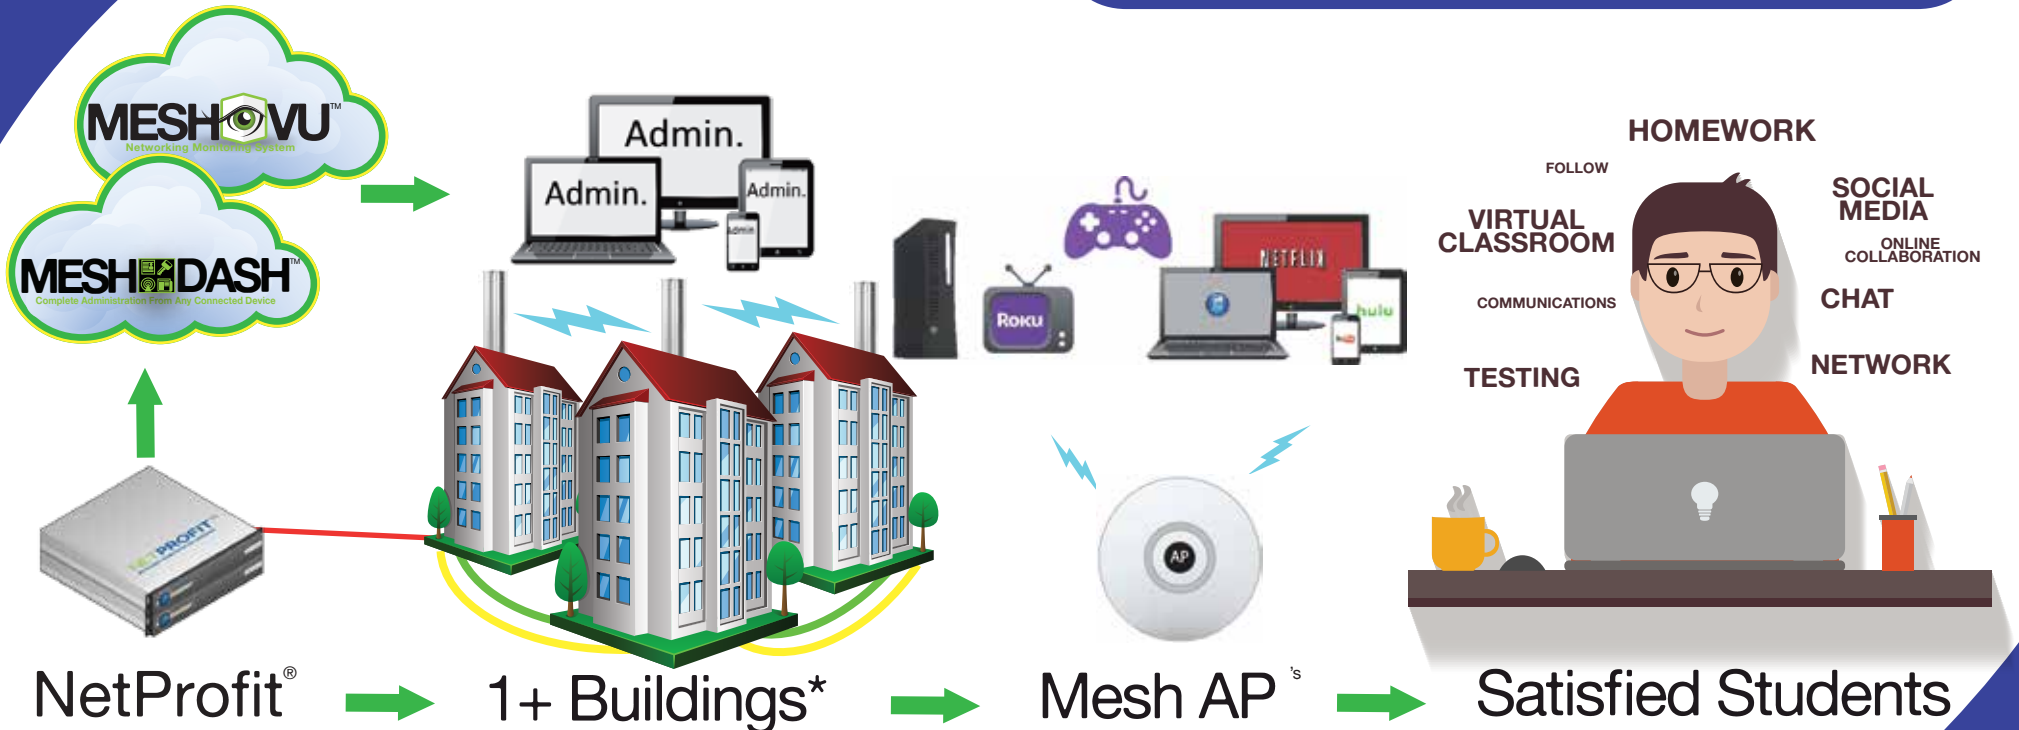 MESH VU™
Networking Monitoring System
MESH DASH™
Complete Administration From Any Connected Device
Admin.
Admin.
Admin.
Admin.
ROKU
NETFLIX
hulu
HOMEWORK
FOLLOW
SOCIAL
MEDIA
VIRTUAL
CLASSROOM
ONLINE
COLLABORATION
COMMUNICATIONS
CHAT
TESTING
NETWORK
NETPROFIT
AP
NetProfit®
1+ Buildings*
Mesh AP 's
Satisfied Students